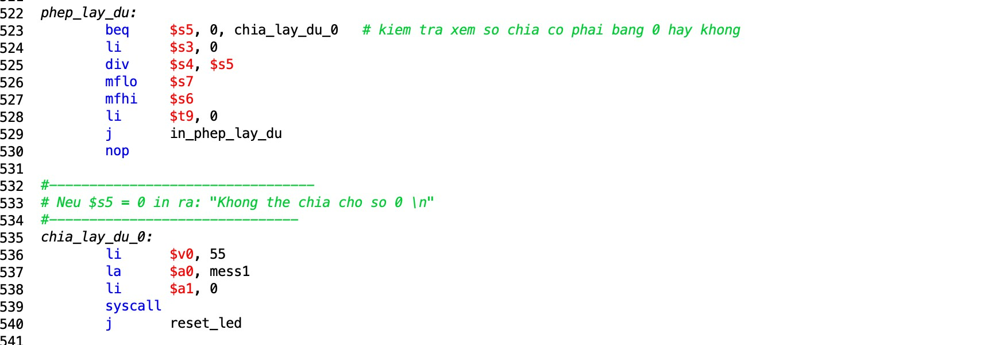 522 phep_lay_du:
523 beq $s5, 0, chia_lay_du_0 # kiem tra xem so chia co phai bang 0 hay khong
524 li $s3, 0
525 div $s4, $s5
526 mflo $s7
527 mfhi $s6
528 li $t9, 0
529 j in_phep_lay_du
530 nop
531
532 #---------------------------------
533 # Neu $s5 = 0 in ra: "Khong the chia cho so 0 \n"
534 #-------------------------------
535 chia_lay_du_0:
536 li $v0, 55
537 la $a0, mess1
538 li $a1, 0
539 syscall
540 j reset_led
541